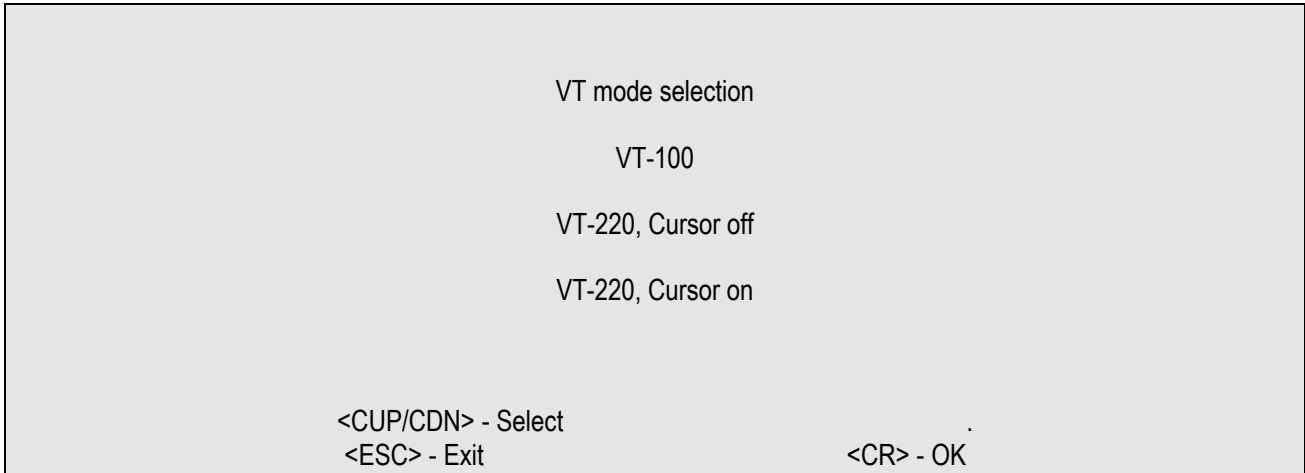 VT mode selection
VT-100
VT-220, Cursor off
VT-220, Cursor on
<CUP/CDN> - Select .
<ESC> - Exit <CR> - OK